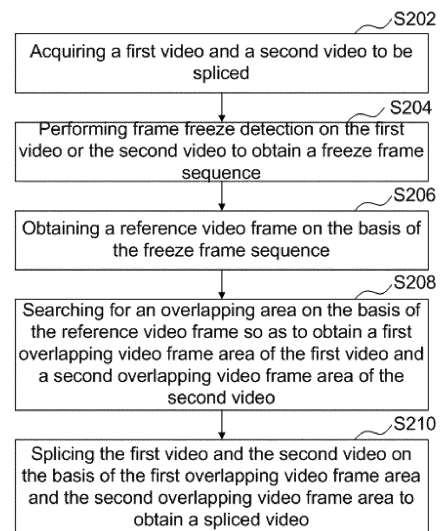 S202
Acquiring a first video and a second video to be
spliced
S204
Performing frame freeze detection on the first
video or the second video to obtain a freeze frame
sequence
S206
Obtaining a reference video frame on the basis of
the freeze frame sequence
S208
Searching for an overlapping area on the basis of
the reference video frame so as to obtain a first
overlapping video frame area of the first video and
a second overlapping video frame area of the
second video
S210
Splicing the first video and the second video on
the basis of the first overlapping video frame area
and the second overlapping video frame area to
obtain a spliced video